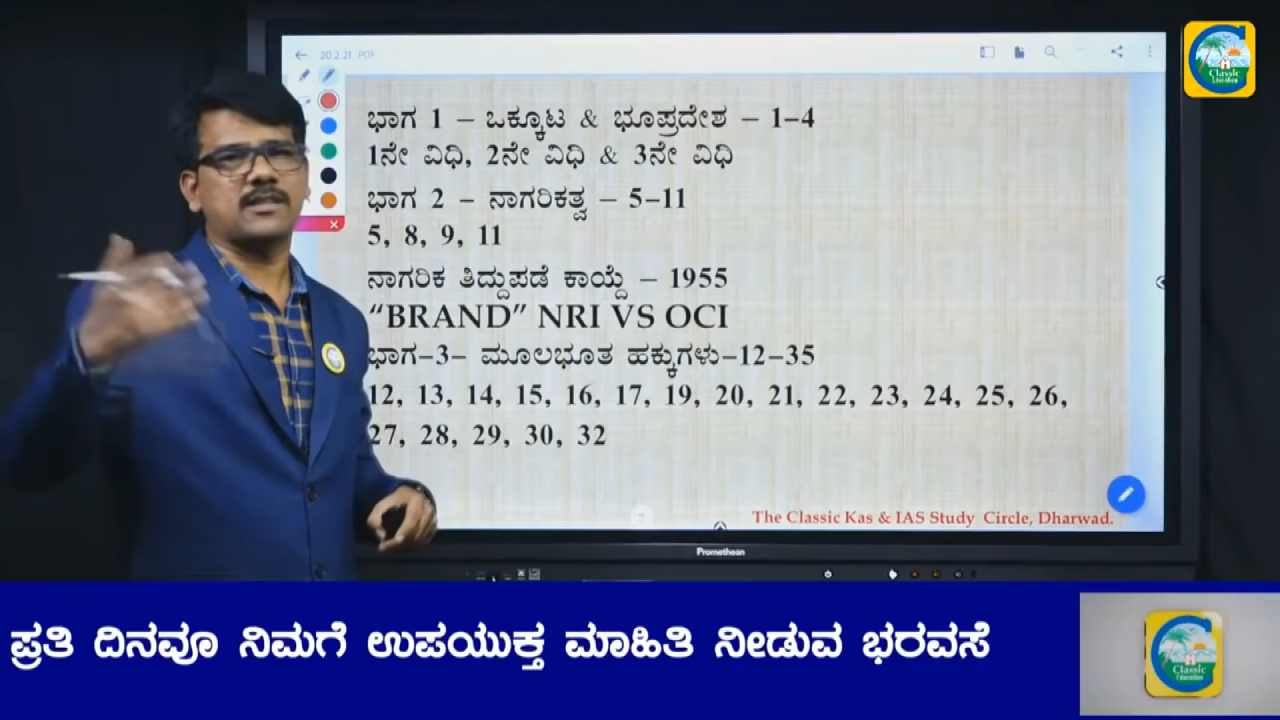 20 2.21 PDF
ಭಾಗ 1 – ಒಕ್ಕೂಟ & ಭೂಪ್ರದೇಶ – 1–4
1ನೇ ವಿಧಿ, 2ನೇ ವಿಧಿ & 3ನೇ ವಿಧಿ
ಭಾಗ 2 – ನಾಗರಿಕತ್ವ – 5–11
5, 8, 9, 11
ನಾಗರಿಕ ತಿದ್ದುಪಡೆ ಕಾಯ್ದೆ – 1955
“BRAND” NRI VS OCI
ಭಾಗ–3– ಮೂಲಭೂತ ಹಕ್ಕುಗಳು–12–35
12, 13, 14, 15, 16, 17, 19, 20, 21, 22, 23, 24, 25, 26,
27, 28, 29, 30, 32
The Classic Kas & IAS Study Circle, Dharwad.
Promethean
Classic
Education
ಪ್ರತಿ ದಿನವೂ ನಿಮಗೆ ಉಪಯುಕ್ತ ಮಾಹಿತಿ ನೀಡುವ ಭರವಸೆ
Classic
Education